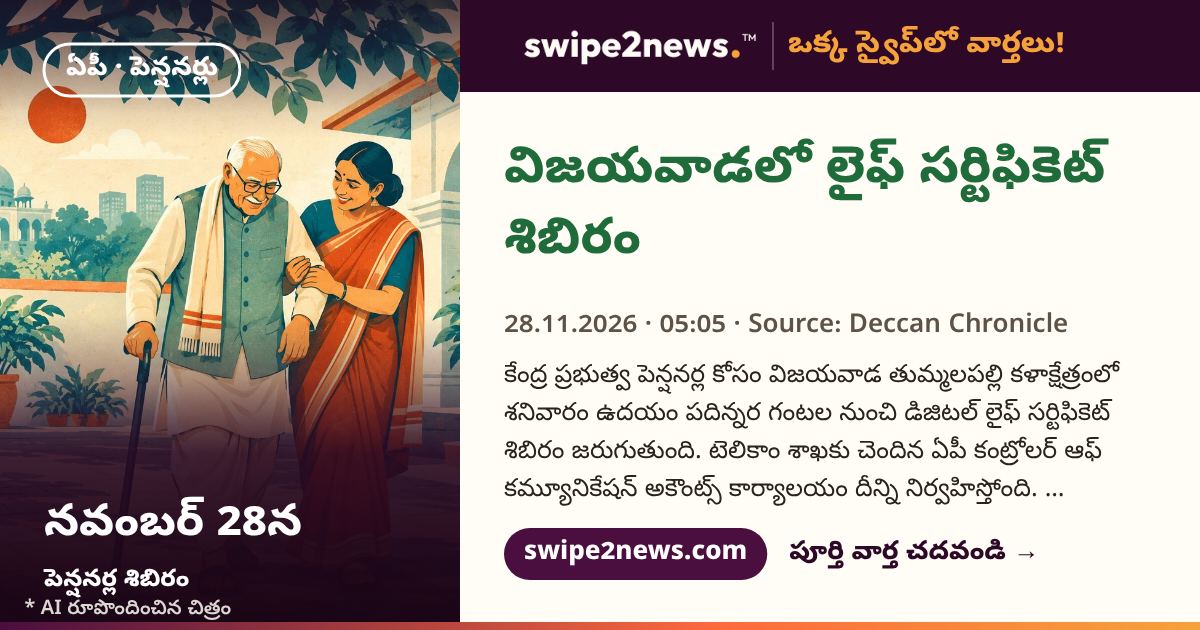 ఏపీ · పెన్షనర్లు
swipe2news.™
ఒక్క స్వైప్‌లో వార్తలు!
విజయవాడలో లైఫ్ సర్టిఫికెట్
శిబిరం
28.11.2026 · 05:05 · Source: Deccan Chronicle
కేంద్ర ప్రభుత్వ పెన్షనర్ల కోసం విజయవాడ తుమ్మలపల్లి కళాక్షేత్రంలో
శనివారం ఉదయం పదిన్నర గంటల నుంచి డిజిటల్ లైఫ్ సర్టిఫికెట్
శిబిరం జరుగుతుంది. టెలికాం శాఖకు చెందిన ఏపీ కంట్రోలర్ ఆఫ్
కమ్యూనికేషన్ అకౌంట్స్ కార్యాలయం దీన్ని నిర్వహిస్తోంది. ...
swipe2news.com
పూర్తి వార్త చదవండి →
నవంబర్ 28న
పెన్షనర్ల శిబిరం
* AI రూపొందించిన చిత్రం